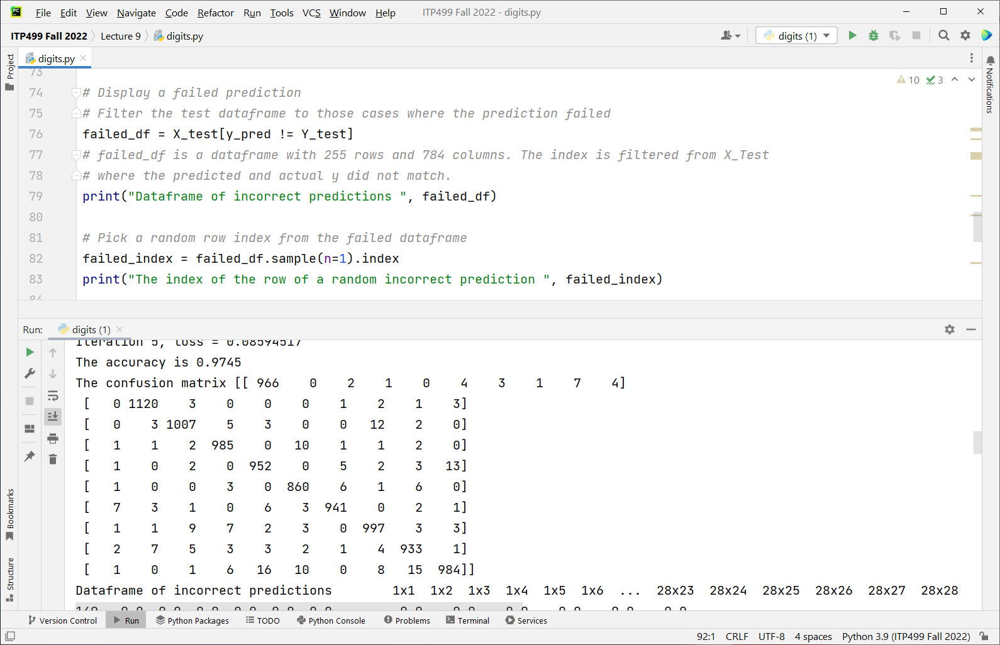 File Edit View Navigate Code Refactor Run Tools VCS Window Help ITP499 Fall 2022 - digits.py
ITP499 Fall 2022 Lecture 9 digits.py digits (1)
Project
digits.py
Notifications
73
10 3
74 # Display a failed prediction
75 # Filter the test dataframe to those cases where the prediction failed
76 failed_df = X_test[y_pred != Y_test]
77 # failed_df is a dataframe with 255 rows and 784 columns. The index is filtered from X_Test
78 # where the predicted and actual y did not match.
79 print("Dataframe of incorrect predictions ", failed_df)
80
81 # Pick a random row index from the failed dataframe
82 failed_index = failed_df.sample(n=1).index
83 print("The index of the row of a random incorrect prediction ", failed_index)
84
Run: digits (1)
Iteration 5, loss = 0.08594517
The accuracy is 0.9745
The confusion matrix [[ 966 0 2 1 0 4 3 1 7 4]
[ 0 1120 3 0 0 0 1 2 1 3]
[ 0 3 1007 5 3 0 0 12 2 0]
[ 1 1 2 985 0 10 1 1 2 0]
[ 1 0 2 0 952 0 5 2 3 13]
[ 1 0 0 3 0 860 6 1 6 0]
[ 7 3 1 0 6 3 941 0 2 1]
[ 1 1 9 7 2 3 0 997 3 3]
[ 2 7 5 3 3 2 1 4 933 1]
[ 1 0 1 6 16 10 0 8 15 984]]
Dataframe of incorrect predictions 1x1 1x2 1x3 1x4 1x5 1x6 ... 28x23 28x24 28x25 28x26 28x27 28x28
Bookmarks
Structure
Version Control Run Python Packages TODO Python Console Problems Terminal Services
92:1 CRLF UTF-8 4 spaces Python 3.9 (ITP499 Fall 2022)